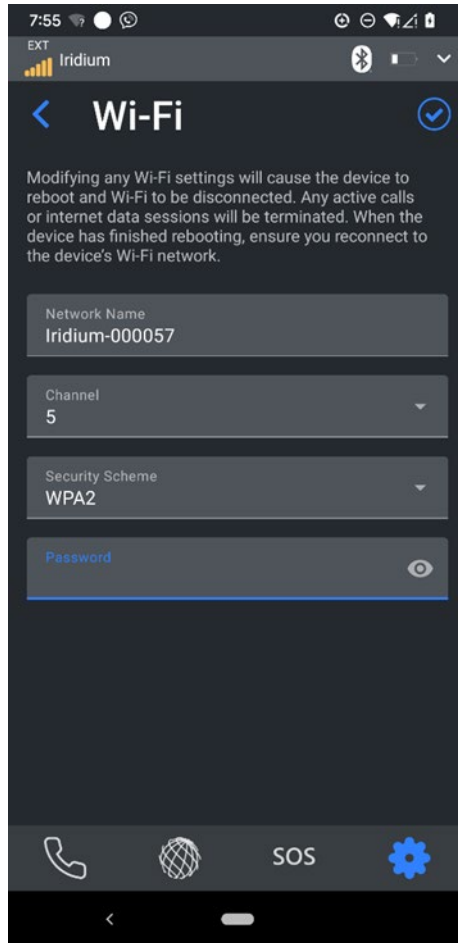 7:55
EXT
Iridium
Wi-Fi
Modifying any Wi-Fi settings will cause the device to
reboot and Wi-Fi to be disconnected. Any active calls
or internet data sessions will be terminated. When the
device has finished rebooting, ensure you reconnect to
the device's Wi-Fi network.
Network Name
Iridium-000057
Channel
5
Security Scheme
WPA2
Password
SOS